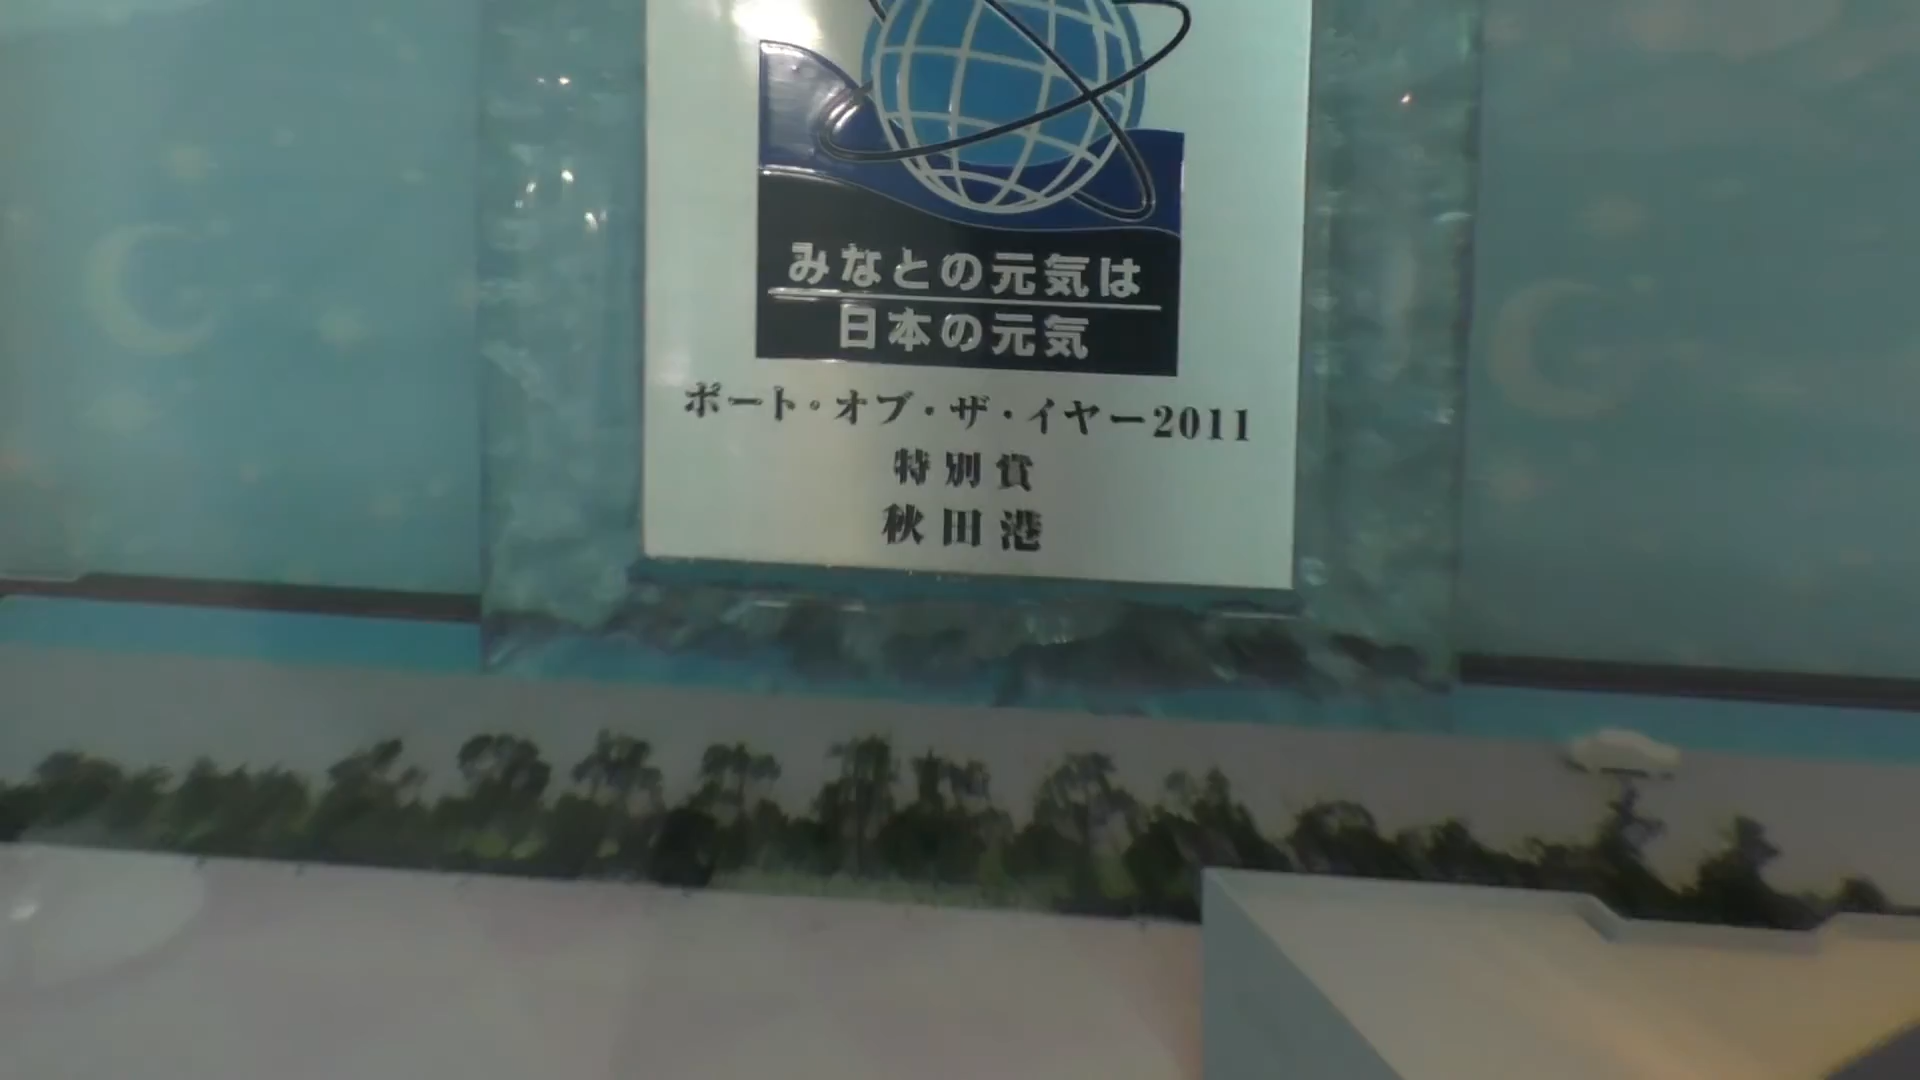 みなとの元気は
日本の元気
ポート・オブ・ザ・イヤー2011
特別賞
秋田港